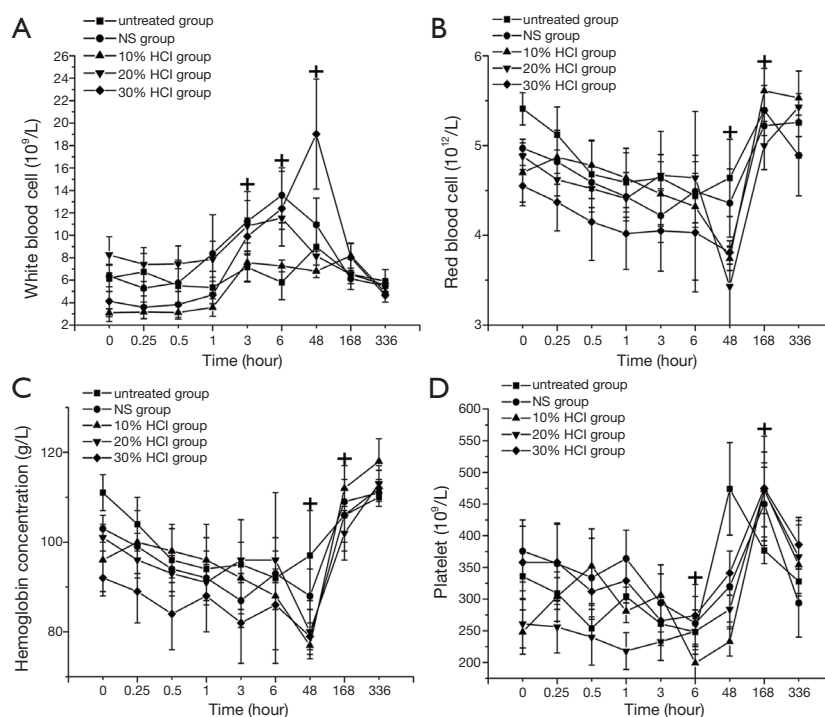 A
untreated group
NS group
10% HCl group
20% HCl group
30% HCl group
White blood cell (10⁹/L)
26
24
22
20
18
16
14
12
10
8
6
4
2
0 0.25 0.5 1 3 6 48 168 336
Time (hour)
B
untreated group
NS group
10% HCl group
20% HCl group
30% HCl group
Red blood cell (10¹²/L)
6
5
4
3
0 0.25 0.5 1 3 6 48 168 336
Time (hour)
C
untreated group
NS group
10% HCl group
20% HCl group
30% HCl group
Hemoglobin concentration (g/L)
120
100
80
0 0.25 0.5 1 3 6 48 168 336
Time (hour)
D
untreated group
NS group
10% HCl group
20% HCl group
30% HCl group
Platelet (10⁹/L)
600
550
500
450
400
350
300
250
200
0 0.25 0.5 1 3 6 48 168 336
Time (hour)